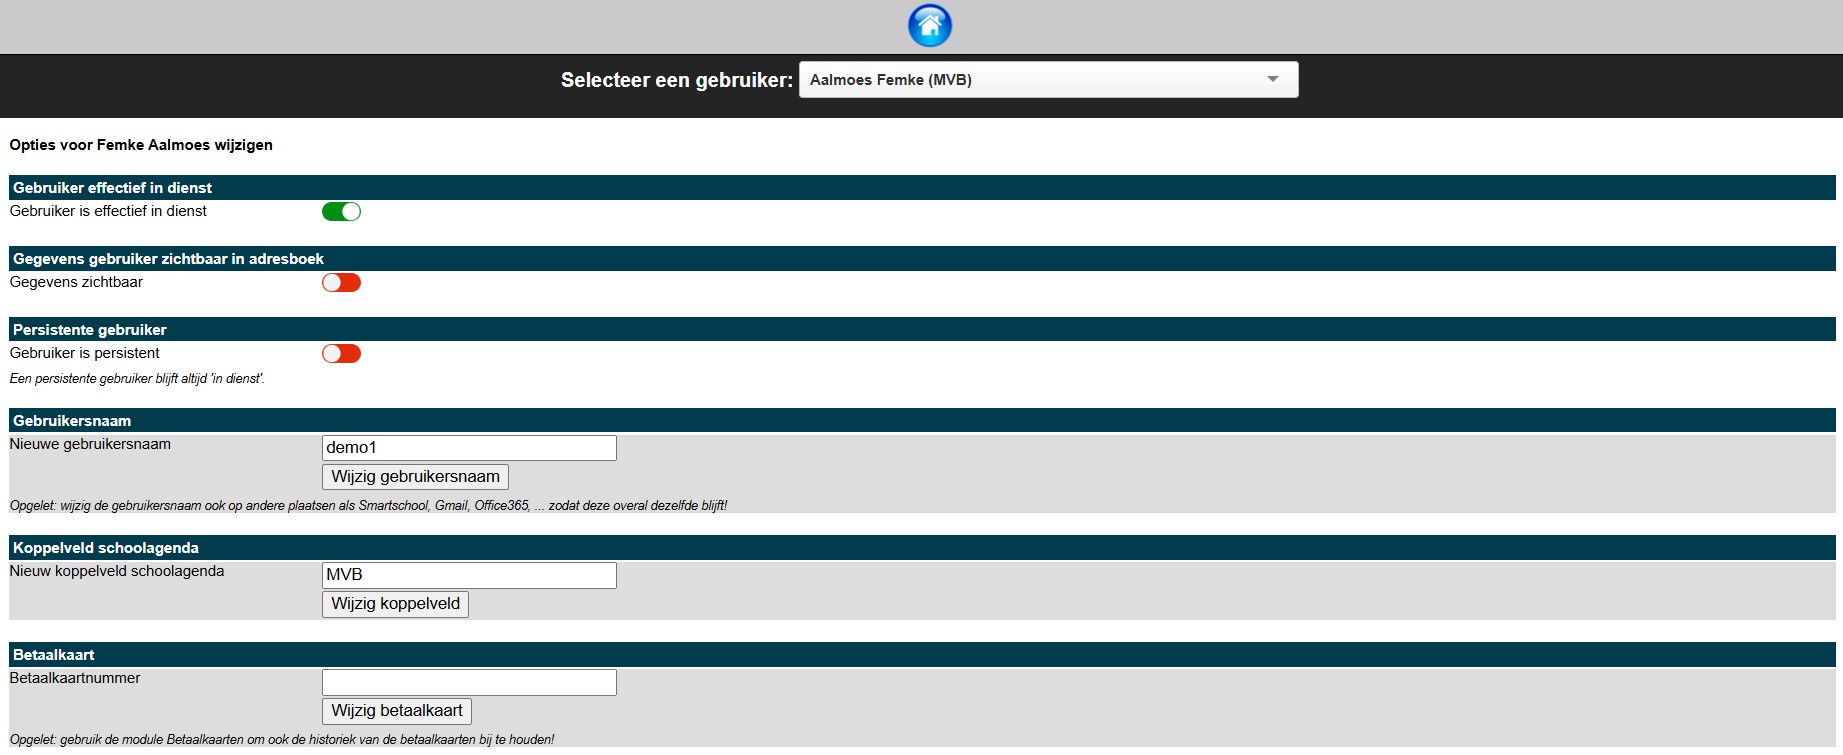 Selecteer een gebruiker: Aalmoes Femke (MVB)
Opties voor Femke Aalmoes wijzigen
Gebruiker effectief in dienst
Gebruiker is effectief in dienst
Gegevens gebruiker zichtbaar in adresboek
Gegevens zichtbaar
Persistente gebruiker
Gebruiker is persistent
Een persistente gebruiker blijft altijd 'in dienst'.
Gebruikersnaam
Nieuwe gebruikersnaam demo1
Wijzig gebruikersnaam
Opgelet: wijzig de gebruikersnaam ook op andere plaatsen als Smartschool, Gmail, Office365, ... zodat deze overal dezelfde blijft!
Koppelveld schoolagenda
Nieuw koppelveld schoolagenda MVB
Wijzig koppelveld
Betaalkaart
Betaalkaartnummer
Wijzig betaalkaart
Opgelet: gebruik de module Betaalkaarten om ook de historiek van de betaalkaarten bij te houden!